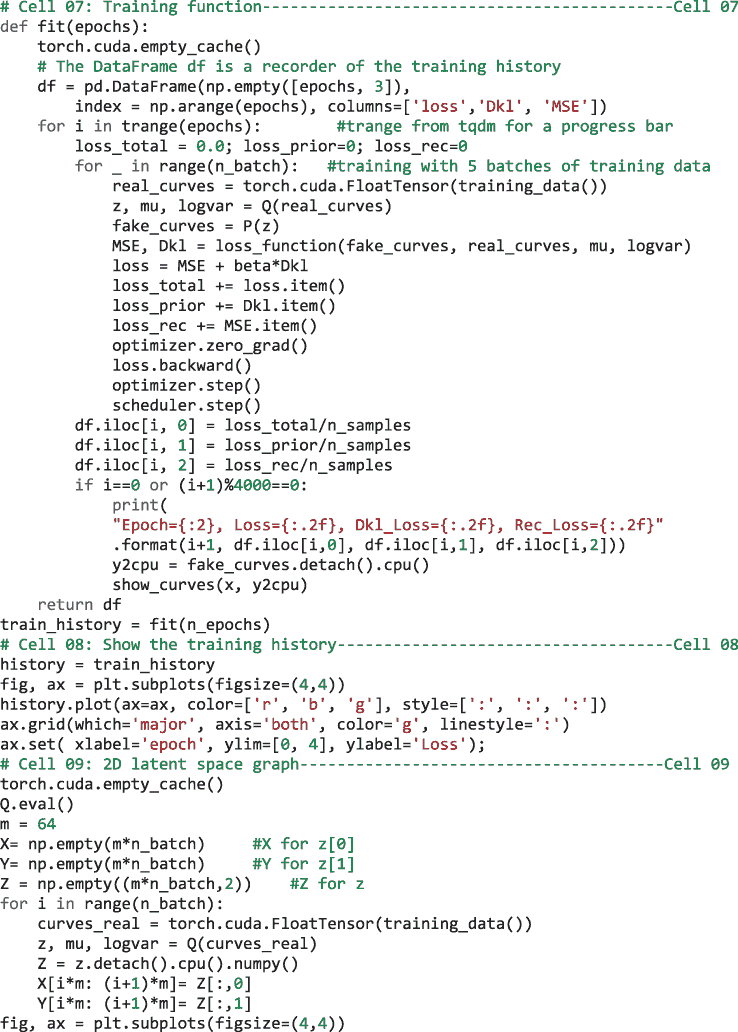 # Cell 07: Training function--------------------------------------------Cell 07
def fit(epochs):
    torch.cuda.empty_cache()
    # The DataFrame df is a recorder of the training history
    df = pd.DataFrame(np.empty([epochs, 3]),
        index = np.arange(epochs), columns=['loss','Dkl', 'MSE'])
    for i in trange(epochs):        #trange from tqdm for a progress bar
        loss_total = 0.0; loss_prior=0; loss_rec=0
        for _ in range(n_batch):   #training with 5 batches of training data
            real_curves = torch.cuda.FloatTensor(training_data())
            z, mu, logvar = Q(real_curves)
            fake_curves = P(z)
            MSE, Dkl = loss_function(fake_curves, real_curves, mu, logvar)
            loss = MSE + beta*Dkl
            loss_total += loss.item()
            loss_prior += Dkl.item()
            loss_rec += MSE.item()
            optimizer.zero_grad()
            loss.backward()
            optimizer.step()
            scheduler.step()
        df.iloc[i, 0] = loss_total/n_samples
        df.iloc[i, 1] = loss_prior/n_samples
        df.iloc[i, 2] = loss_rec/n_samples
        if i==0 or (i+1)%4000==0:
            print(
            "Epoch={:2}, Loss={:.2f}, Dkl_Loss={:.2f}, Rec_Loss={:.2f}"
            .format(i+1, df.iloc[i,0], df.iloc[i,1], df.iloc[i,2]))
            y2cpu = fake_curves.detach().cpu()
            show_curves(x, y2cpu)
    return df
train_history = fit(n_epochs)
# Cell 08: Show the training history------------------------------------Cell 08
history = train_history
fig, ax = plt.subplots(figsize=(4,4))
history.plot(ax=ax, color=['r', 'b', 'g'], style=[':', ':', ':'])
ax.grid(which='major', axis='both', color='g', linestyle=':')
ax.set( xlabel='epoch', ylim=[0, 4], ylabel='Loss');
# Cell 09: 2D latent space graph---------------------------------------Cell 09
torch.cuda.empty_cache()
Q.eval()
m = 64
X= np.empty(m*n_batch)     #X for z[0]
Y= np.empty(m*n_batch)     #Y for z[1]
Z = np.empty((m*n_batch,2))    #Z for z
for i in range(n_batch):
    curves_real = torch.cuda.FloatTensor(training_data())
    z, mu, logvar = Q(curves_real)
    Z = z.detach().cpu().numpy()
    X[i*m: (i+1)*m]= Z[:,0]
    Y[i*m: (i+1)*m]= Z[:,1]
fig, ax = plt.subplots(figsize=(4,4))